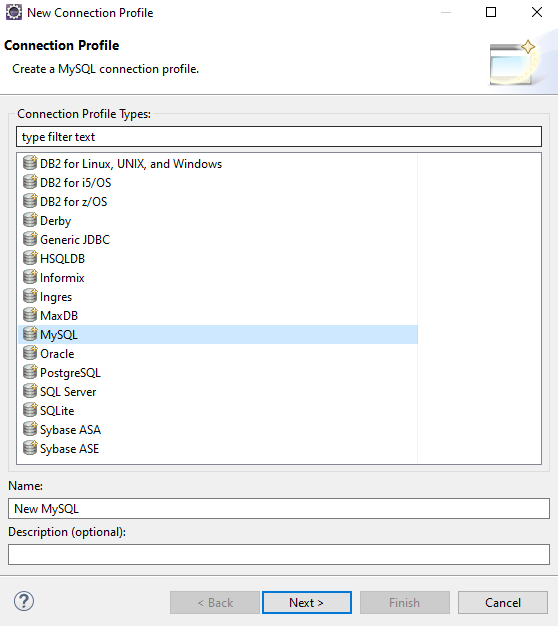 New Connection Profile
Connection Profile
Create a MySQL connection profile.
Connection Profile Types:
type filter text
DB2 for Linux, UNIX, and Windows
DB2 for i5/OS
DB2 for z/OS
Derby
Generic JDBC
HSQLDB
Informix
Ingres
MaxDB
MySQL
Oracle
PostgreSQL
SQL Server
SQLite
Sybase ASA
Sybase ASE
Name:
New MySQL
Description (optional):
? < Back Next > Finish Cancel